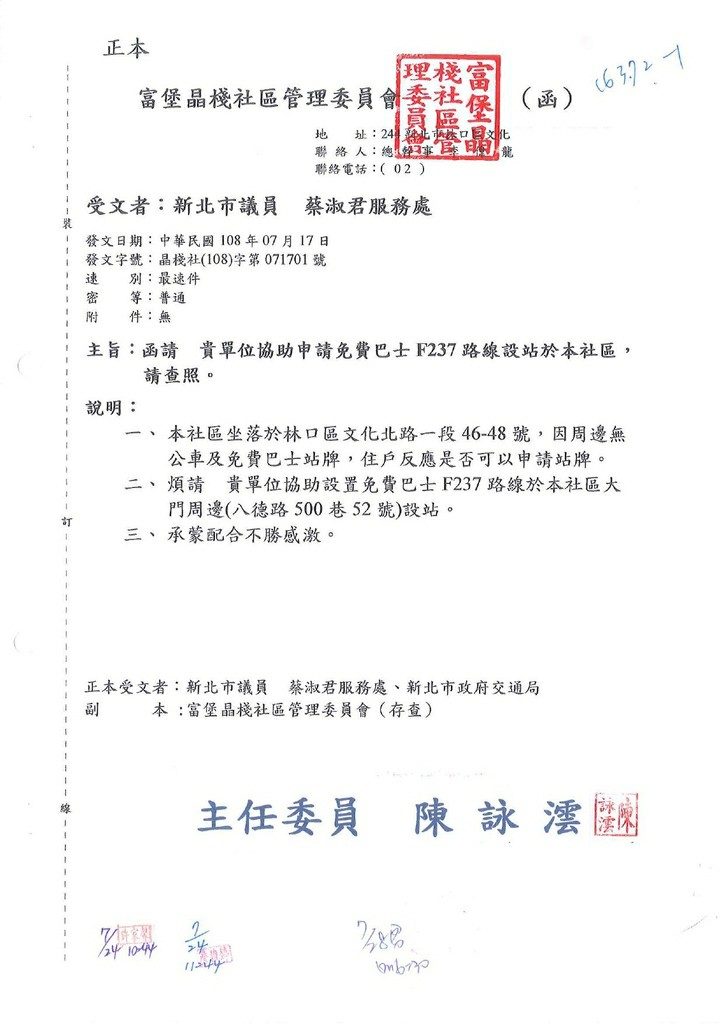 正本
16372-1
富堡晶棧社區管理委員會（函）
富堡晶棧社區管理委員會
地 址：244新北市林口區文化
聯絡人：總幹事 李 龍
聯絡電話：( 02 )
受文者：新北市議員 蔡淑君服務處
發文日期：中華民國 108 年 07 月 17 日
發文字號：晶棧社(108)字第 071701 號
速 別：最速件
密 等：普通
附 件：無
主旨：函請 貴單位協助申請免費巴士 F237 路線設站於本社區，
請查照。
說明：
一、 本社區坐落於林口區文化北路一段 46-48 號，因周邊無
公車及免費巴士站牌，住戶反應是否可以申請站牌。
二、 煩請 貴單位協助設置免費巴士 F237 路線於本社區大
門周邊(八德路 500 巷 52 號)設站。
三、 承蒙配合不勝感激。
裝
訂
線
正本受文者：新北市議員 蔡淑君服務處、新北市政府交通局
副 本 :富堡晶棧社區管理委員會（存查）
主任委員 陳詠澐
陳詠澐
7/24 1044
7/24
1124
7/28